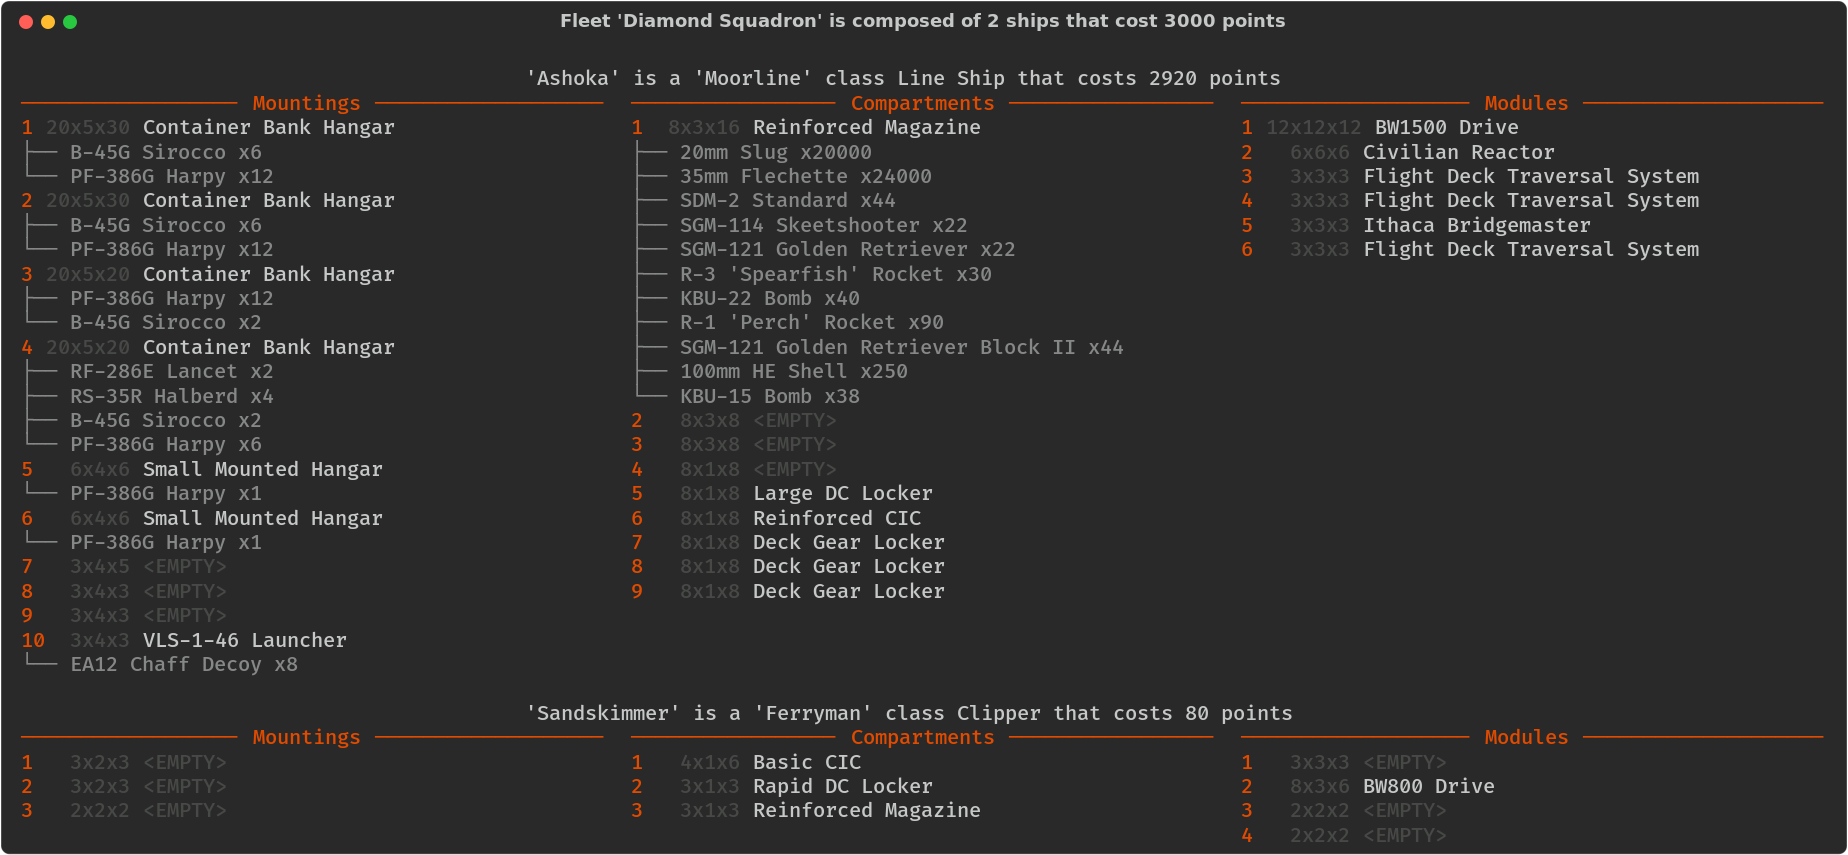 Fleet 'Diamond Squadron' is composed of 2 ships that cost 3000 points
'Ashoka' is a 'Moorline' class Line Ship that costs 2920 points
Mountings
1 20x5x30 Container Bank Hangar
B-45G Sirocco x6
PF-386G Harpy x12
2 20x5x30 Container Bank Hangar
B-45G Sirocco x6
PF-386G Harpy x12
3 20x5x20 Container Bank Hangar
PF-386G Harpy x12
B-45G Sirocco x2
4 20x5x20 Container Bank Hangar
RF-286E Lancet x2
RS-35R Halberd x4
B-45G Sirocco x2
PF-386G Harpy x6
5 6x4x6 Small Mounted Hangar
PF-386G Harpy x1
6 6x4x6 Small Mounted Hangar
PF-386G Harpy x1
7 3x4x5 <EMPTY>
8 3x4x3 <EMPTY>
9 3x4x3 <EMPTY>
10 3x4x3 VLS-1-46 Launcher
EA12 Chaff Decoy x8
Compartments
1 8x3x16 Reinforced Magazine
20mm Slug x20000
35mm Flechette x24000
SDM-2 Standard x44
SGM-114 Skeetshooter x22
SGM-121 Golden Retriever x22
R-3 'Spearfish' Rocket x30
KBU-22 Bomb x40
R-1 'Perch' Rocket x90
SGM-121 Golden Retriever Block II x44
100mm HE Shell x250
KBU-15 Bomb x38
2 8x3x8 <EMPTY>
3 8x3x8 <EMPTY>
4 8x1x8 <EMPTY>
5 8x1x8 Large DC Locker
6 8x1x8 Reinforced CIC
7 8x1x8 Deck Gear Locker
8 8x1x8 Deck Gear Locker
9 8x1x8 Deck Gear Locker
Modules
1 12x12x12 BW1500 Drive
2 6x6x6 Civilian Reactor
3 3x3x3 Flight Deck Traversal System
4 3x3x3 Flight Deck Traversal System
5 3x3x3 Ithaca Bridgemaster
6 3x3x3 Flight Deck Traversal System
'Sandskimmer' is a 'Ferryman' class Clipper that costs 80 points
Mountings
1 3x2x3 <EMPTY>
2 3x2x3 <EMPTY>
3 2x2x2 <EMPTY>
Compartments
1 4x1x6 Basic CIC
2 3x1x3 Rapid DC Locker
3 3x1x3 Reinforced Magazine
Modules
1 3x3x3 <EMPTY>
2 8x3x6 BW800 Drive
3 2x2x2 <EMPTY>
4 2x2x2 <EMPTY>